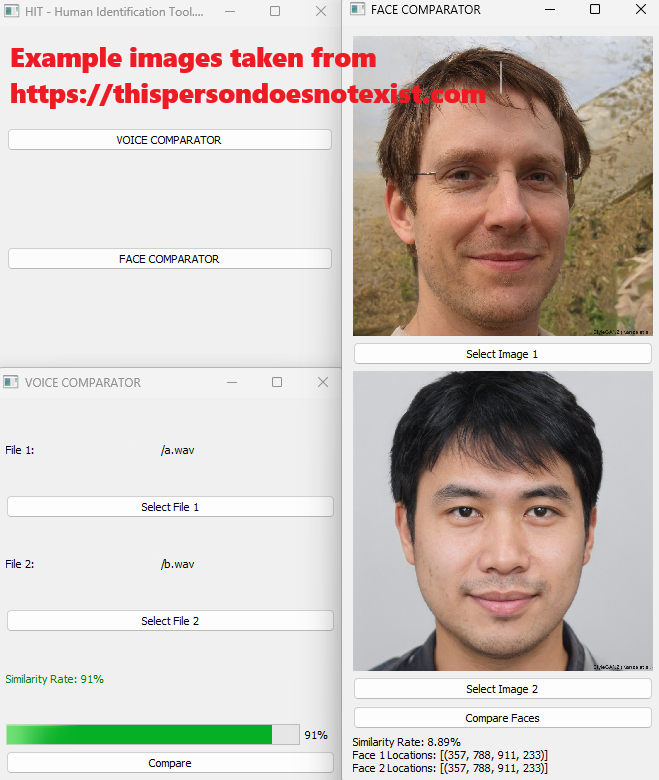 HIT - Human Identification Tool....
Example images taken from
https://thispersondoesnotexist.com
VOICE COMPARATOR
FACE COMPARATOR
VOICE COMPARATOR
File 1:
/a.wav
Select File 1
File 2:
/b.wav
Select File 2
Similarity Rate: 91%
91%
Compare
FACE COMPARATOR
Select Image 1
Select Image 2
Compare Faces
Similarity Rate: 8.89%
Face 1 Locations: [(357, 788, 911, 233)]
Face 2 Locations: [(357, 788, 911, 233)]